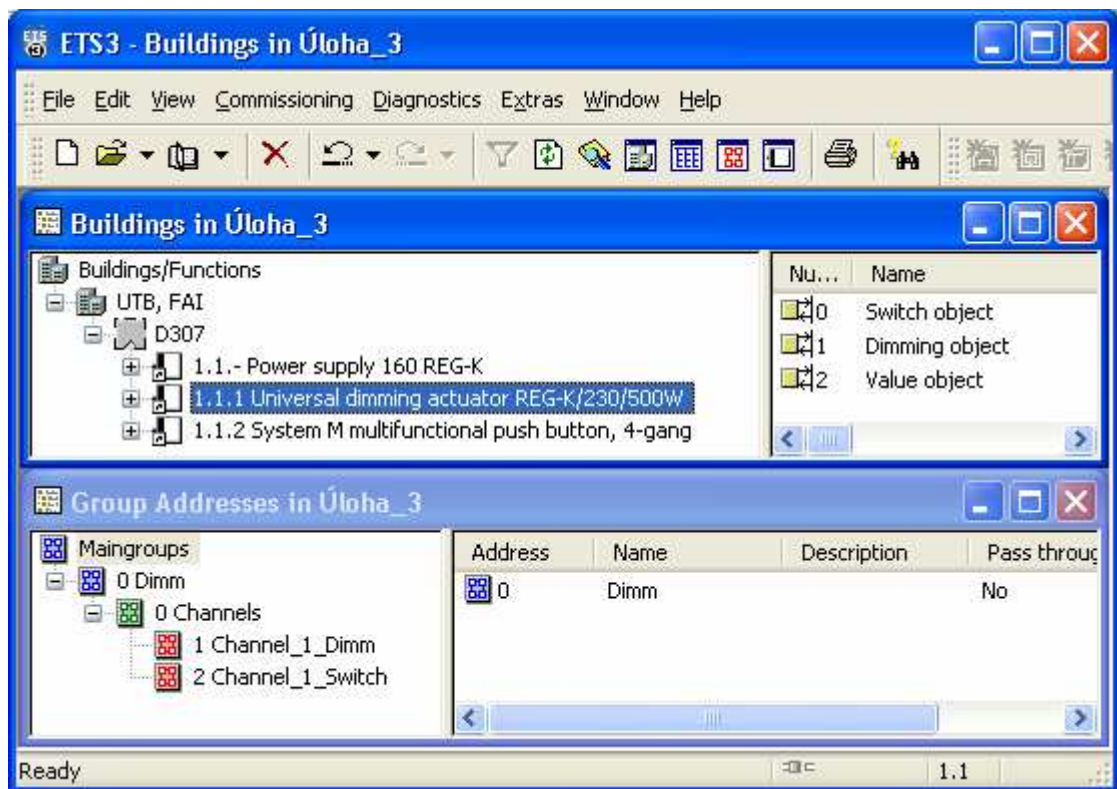 ETS3 - Buildings in Úloha_3
File Edit View Commissioning Diagnostics Extras Window Help
Buildings in Úloha_3
Buildings/Functions
UTB, FAI
D307
1.1.- Power supply 160 REG-K
1.1.1 Universal dimming actuator REG-K/230/500W
1.1.2 System M multifunctional push button, 4-gang
Nu... Name
0 Switch object
1 Dimming object
2 Value object
Group Addresses in Úloha_3
Maingroups
0 Dimm
0 Channels
1 Channel_1_Dimm
2 Channel_1_Switch
Address Name Description Pass throug
0 Dimm No
Ready 1.1